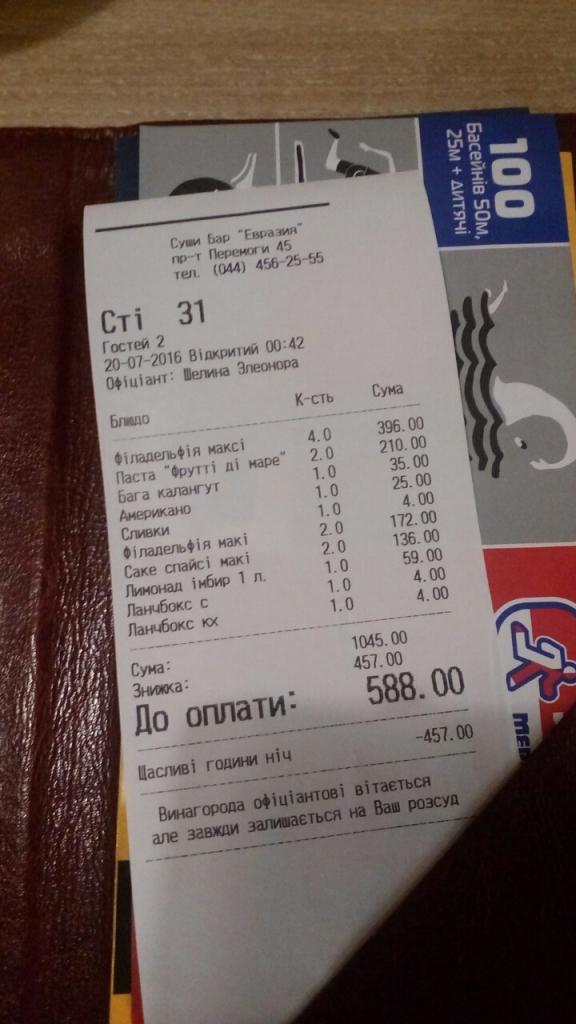 100
Басейнів 50м,
25м + дитячі
Суши Бар "Евразия"
пр-т Перемоги 45
тел. (044) 456-25-55
Сті 31
Гостей 2
20-07-2016 Відкритий 00:42
Офіціант: Шелина Элеонора
Блюдо К-сть Сума
Філадельфія максі 4.0 396.00
Паста "Фрутті ді маре" 2.0 210.00
Бага калангут 1.0 35.00
Американо 1.0 25.00
Сливки 1.0 4.00
Філадельфія макі 2.0 172.00
Саке спайсі макі 2.0 136.00
Лимонад імбир 1 л. 1.0 59.00
Ланчбокс с 1.0 4.00
Ланчбокс кх 1.0 4.00
Сума: 1045.00
Знижка: 457.00
До оплати: 588.00
Щасливі години ніч -457.00
Винагорода офіціантові вітається
але завжди залишається на Ваш розсуд